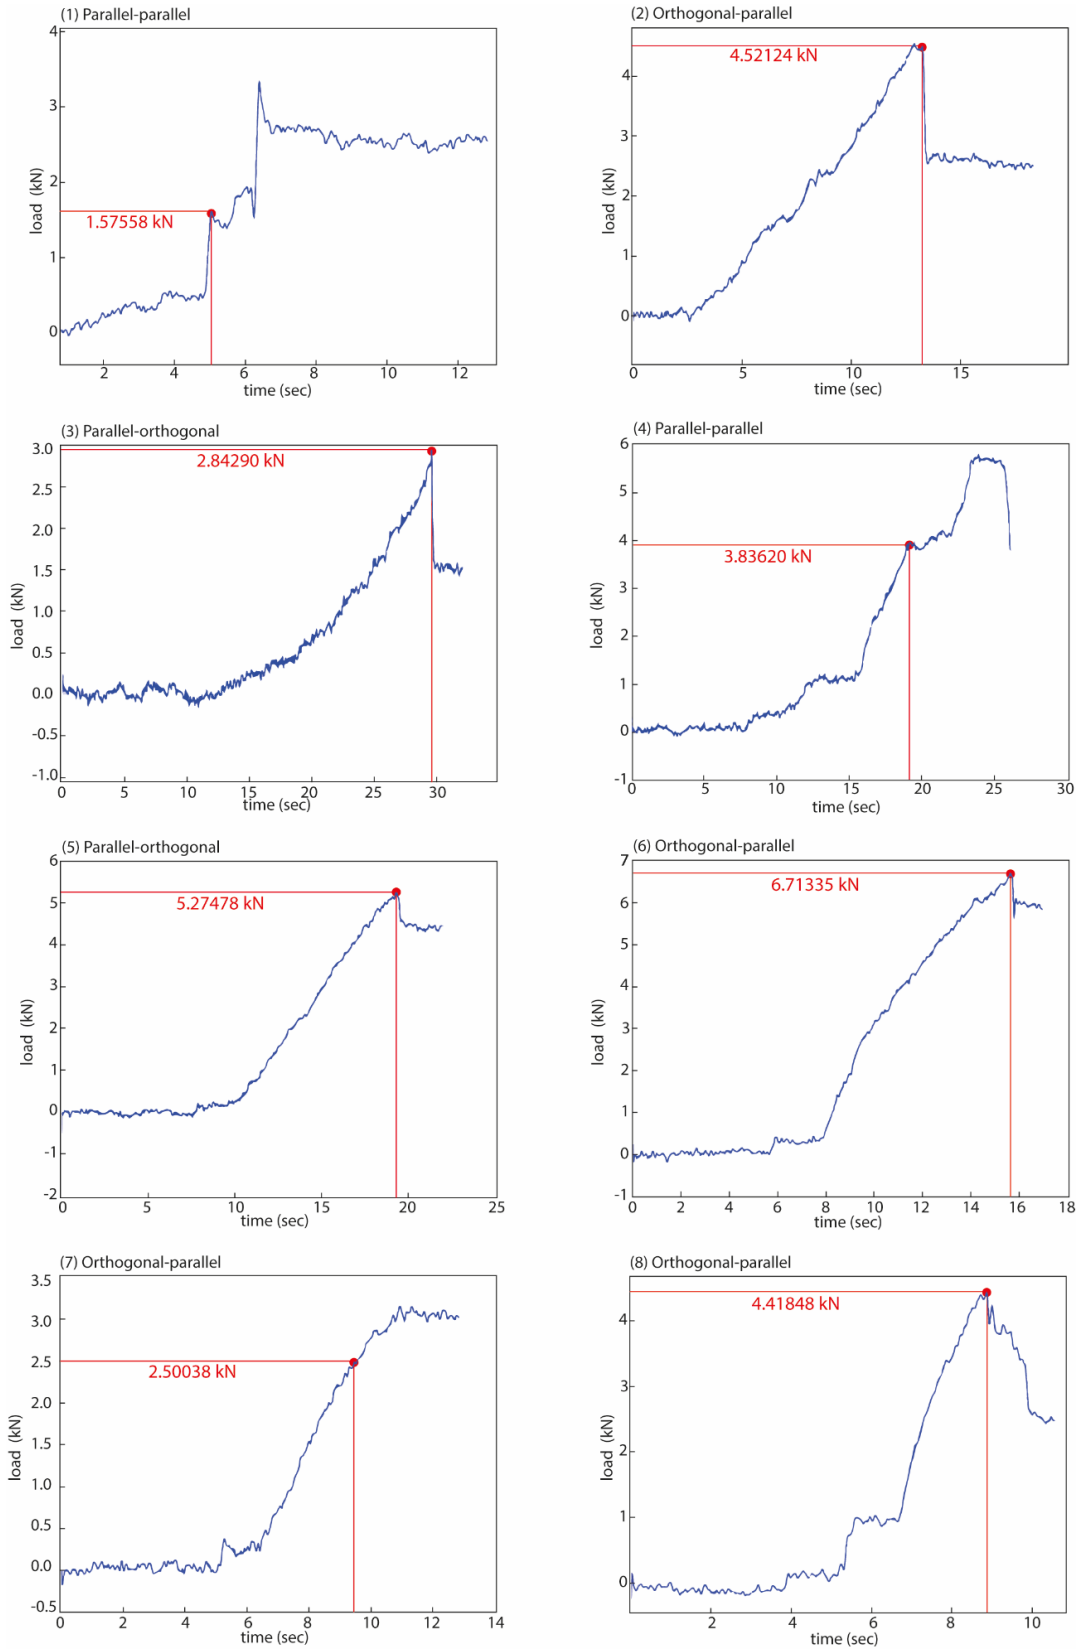 (1) Parallel-parallel
4
3
2
1
0
load (kN)
1.57558 kN
2 4 6 8 10 12
time (sec)
(2) Orthogonal-parallel
4
3
2
1
0
load (kN)
4.52124 kN
0 5 10 15
time (sec)
(3) Parallel-orthogonal
3.0
2.5
2.0
1.5
1.0
0.5
0.0
-0.5
-1.0
load (kN)
2.84290 kN
0 5 10 15 20 25 30
time (sec)
(4) Parallel-parallel
6
5
4
3
2
1
0
-1
load (kN)
3.83620 kN
0 5 10 15 20 25 30
time (sec)
(5) Parallel-orthogonal
6
5
4
3
2
1
0
-1
-2
load (kN)
5.27478 kN
0 5 10 15 20 25
time (sec)
(6) Orthogonal-parallel
7
6
5
4
3
2
1
0
-1
load (kN)
6.71335 kN
0 2 4 6 8 10 12 14 16 18
time (sec)
(7) Orthogonal-parallel
3.5
3.0
2.5
2.0
1.5
1.0
0.5
0.0
-0.5
load (kN)
2.50038 kN
0 2 4 6 8 10 12 14
time (sec)
(8) Orthogonal-parallel
4
3
2
1
0
load (kN)
4.41848 kN
2 4 6 8 10
time (sec)